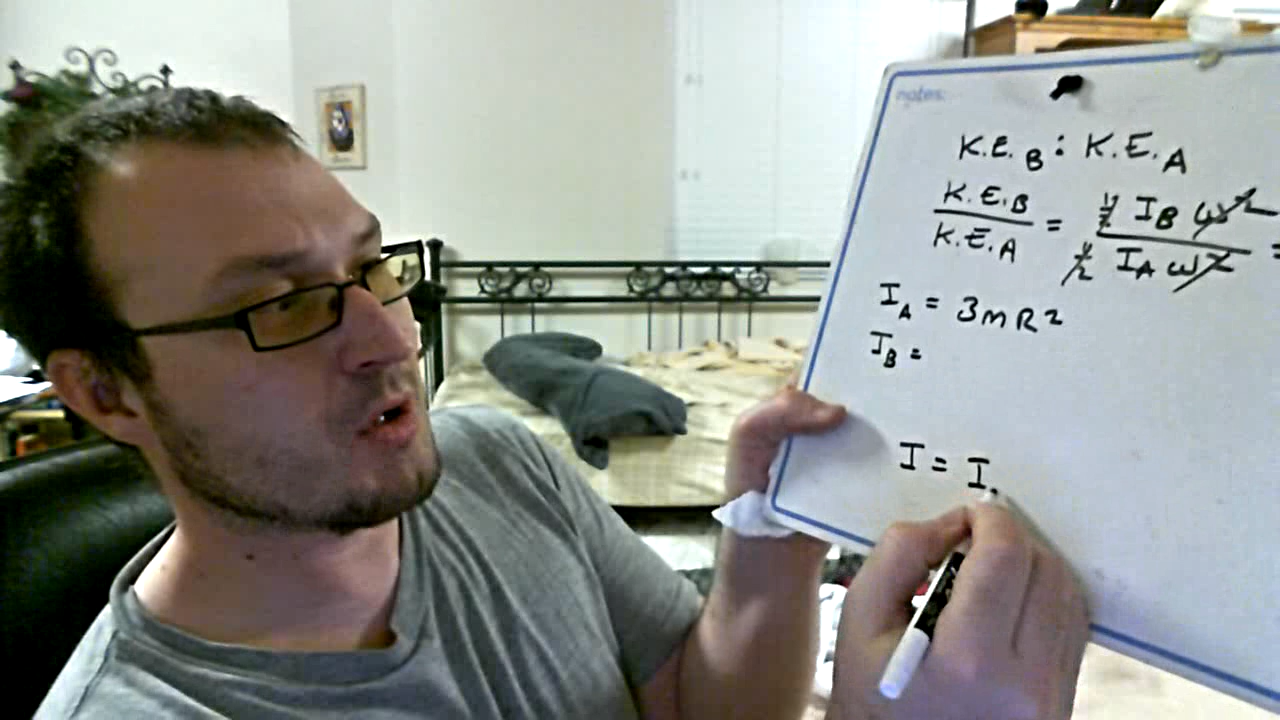 notes:
K.E.B : K.E.A
K.E.B / K.E.A = ½ IB ω² / ½ IA ω² =
IA = 3mR2
IB =
I = I